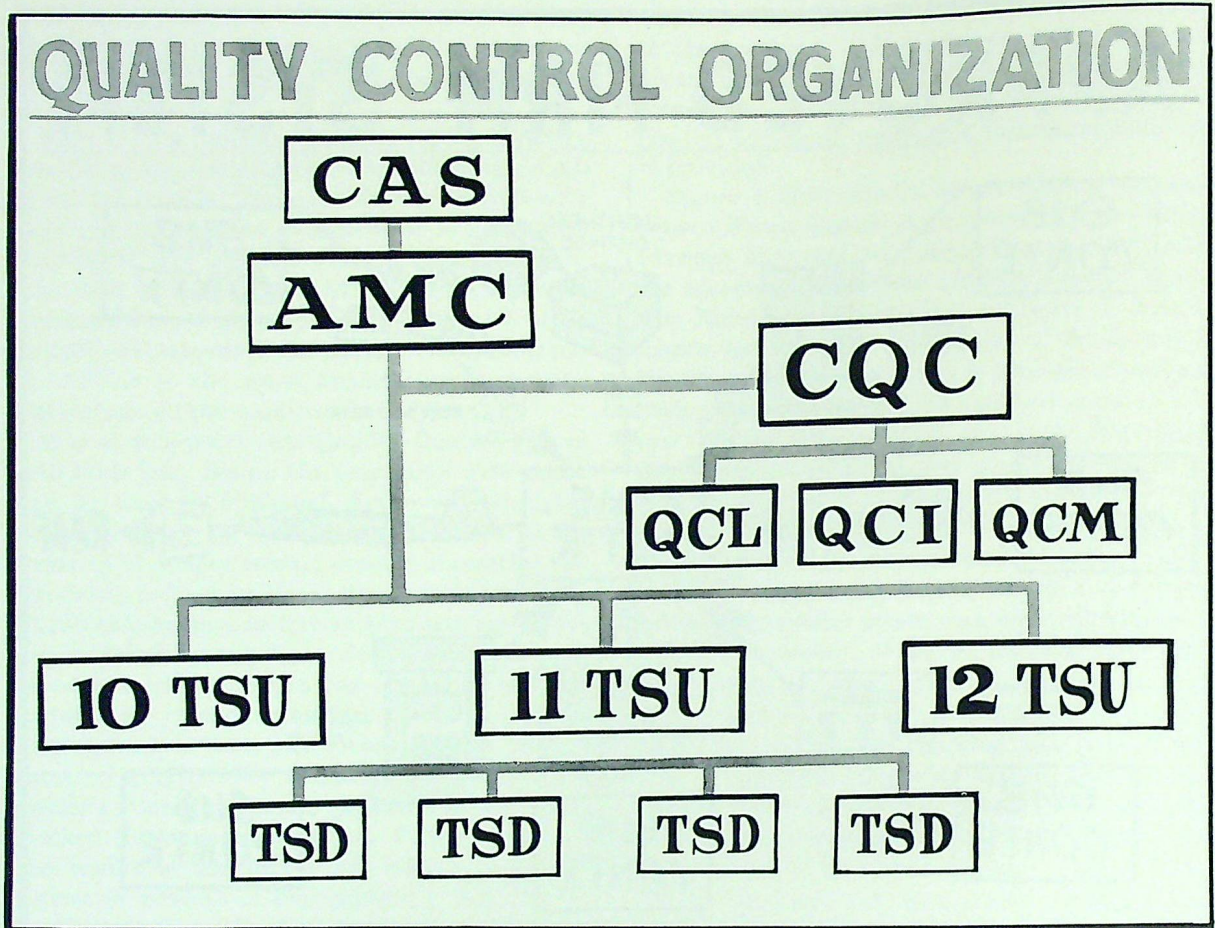 QUALITY CONTROL ORGANIZATION
CAS
AMC
CQC
QCL QCI QCM
10 TSU 11 TSU 12 TSU
TSD TSD TSD TSD